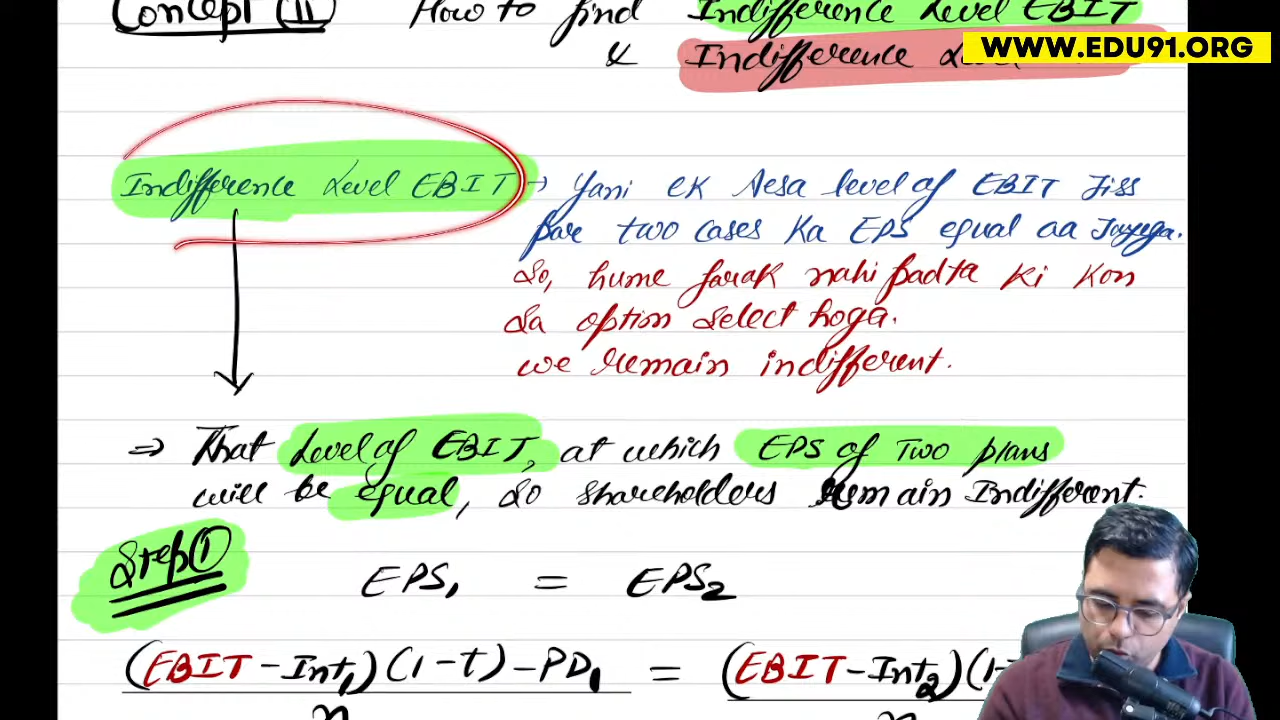 Concept (II) How to find Indifference Level EBIT
& Indifference Level
WWW.EDU91.ORG
Indifference Level EBIT → Yani ek Aesa level of EBIT Jiss
par two cases Ka EPS equal aa Jayega.
So, hume farak nahi padta Ki Kon
Sa option select hoga.
we remain indifferent.
⇒ That Level of EBIT, at which EPS of Two plans
will be equal, So shareholders remain Indifferent.
Step ①
EPS₁ = EPS₂
(EBIT - Int₁)(1-t) - PD₁ = (EBIT - Int₂)(1-
n n